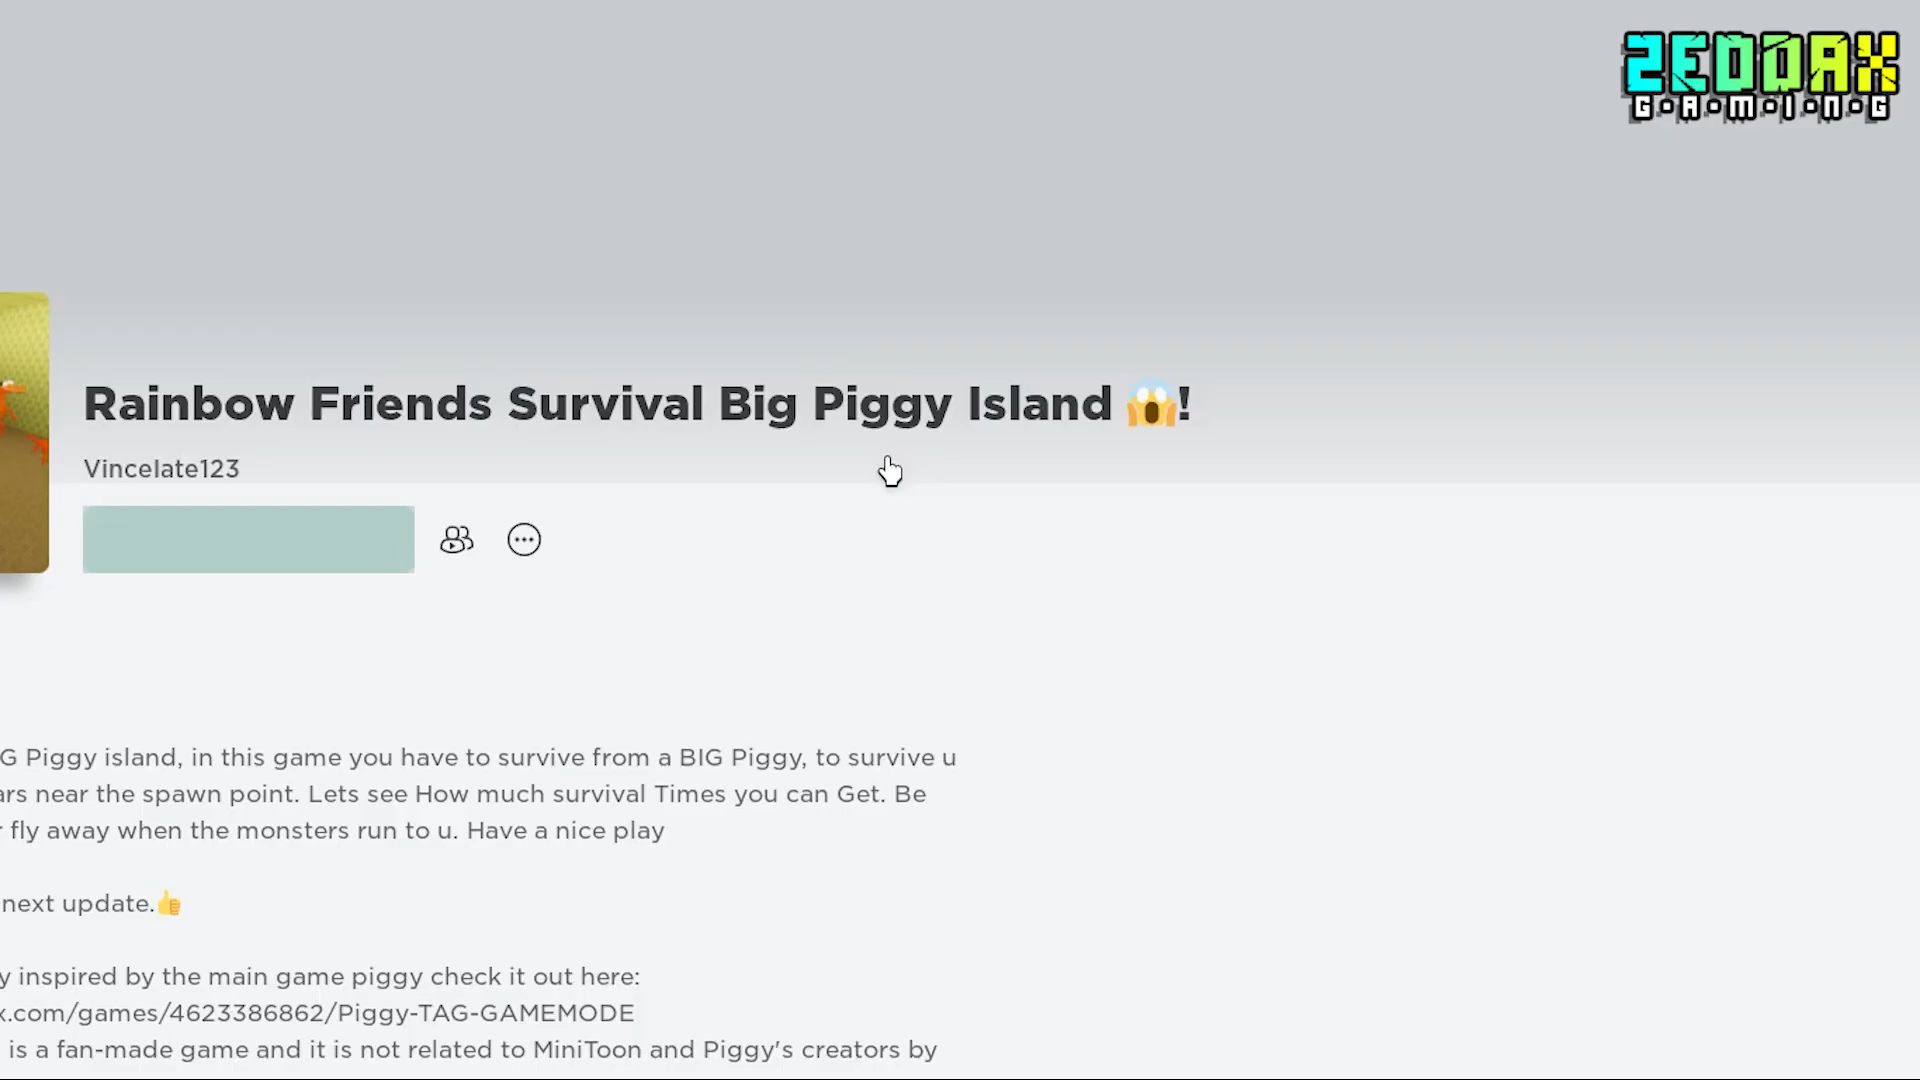 ZEDDAX
G·A·M·I·N·G
Rainbow Friends Survival Big Piggy Island 😱!
Vincelate123
G Piggy island, in this game you have to survive from a BIG Piggy, to survive u
ars near the spawn point. Lets see How much survival Times you can Get. Be
fly away when the monsters run to u. Have a nice play
next update.👍
y inspired by the main game piggy check it out here:
x.com/games/4623386862/Piggy-TAG-GAMEMODE
is a fan-made game and it is not related to MiniToon and Piggy's creators by